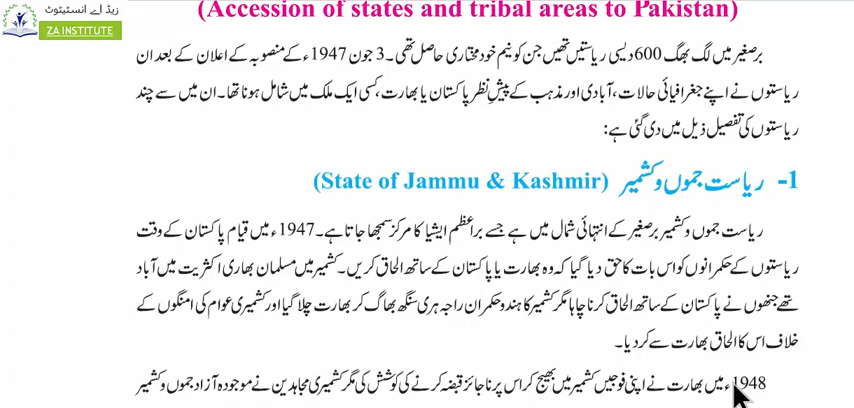 زیڈ اے انسٹیٹیوٹ
ZA INSTITUTE
(Accession of states and tribal areas to Pakistan)
برصغیر میں لگ بھگ 600 دیسی ریاستیں تھیں جن کو نیم خود مختاری حاصل تھی۔ 3 جون 1947ء کے منصوبہ کے اعلان کے بعد ان
ریاستوں نے اپنے جغرافیائی حالات، آبادی اور مذہب کے پیشِ نظر پاکستان یا بھارت، کسی ایک ملک میں شامل ہونا تھا۔ ان میں سے چند
ریاستوں کی تفصیل ذیل میں دی گئی ہے:
1- ریاست جموں و کشمیر (State of Jammu & Kashmir)
ریاست جموں و کشمیر برصغیر کے انتہائی شمال میں ہے جسے براعظم ایشیا کا مرکز سمجھا جاتا ہے۔ 1947ء میں قیام پاکستان کے وقت
ریاستوں کے حکمرانوں کو اس بات کا حق دیا گیا کہ وہ بھارت یا پاکستان کے ساتھ الحاق کریں۔ کشمیر میں مسلمان بھاری اکثریت میں آباد
تھے جنھوں نے پاکستان کے ساتھ الحاق کرنا چاہا مگر کشمیر کا ہندو حکمران راجہ ہری سنگھ بھاگ کر بھارت چلا گیا اور کشمیری عوام کی امنگوں کے
خلاف اس کا الحاق بھارت سے کر دیا۔
1948ء میں بھارت نے اپنی فوجیں کشمیر میں بھیج کر اس پر ناجائز قبضہ کرنے کی کوشش کی مگر کشمیری مجاہدین نے موجودہ آزاد جموں و کشمیر